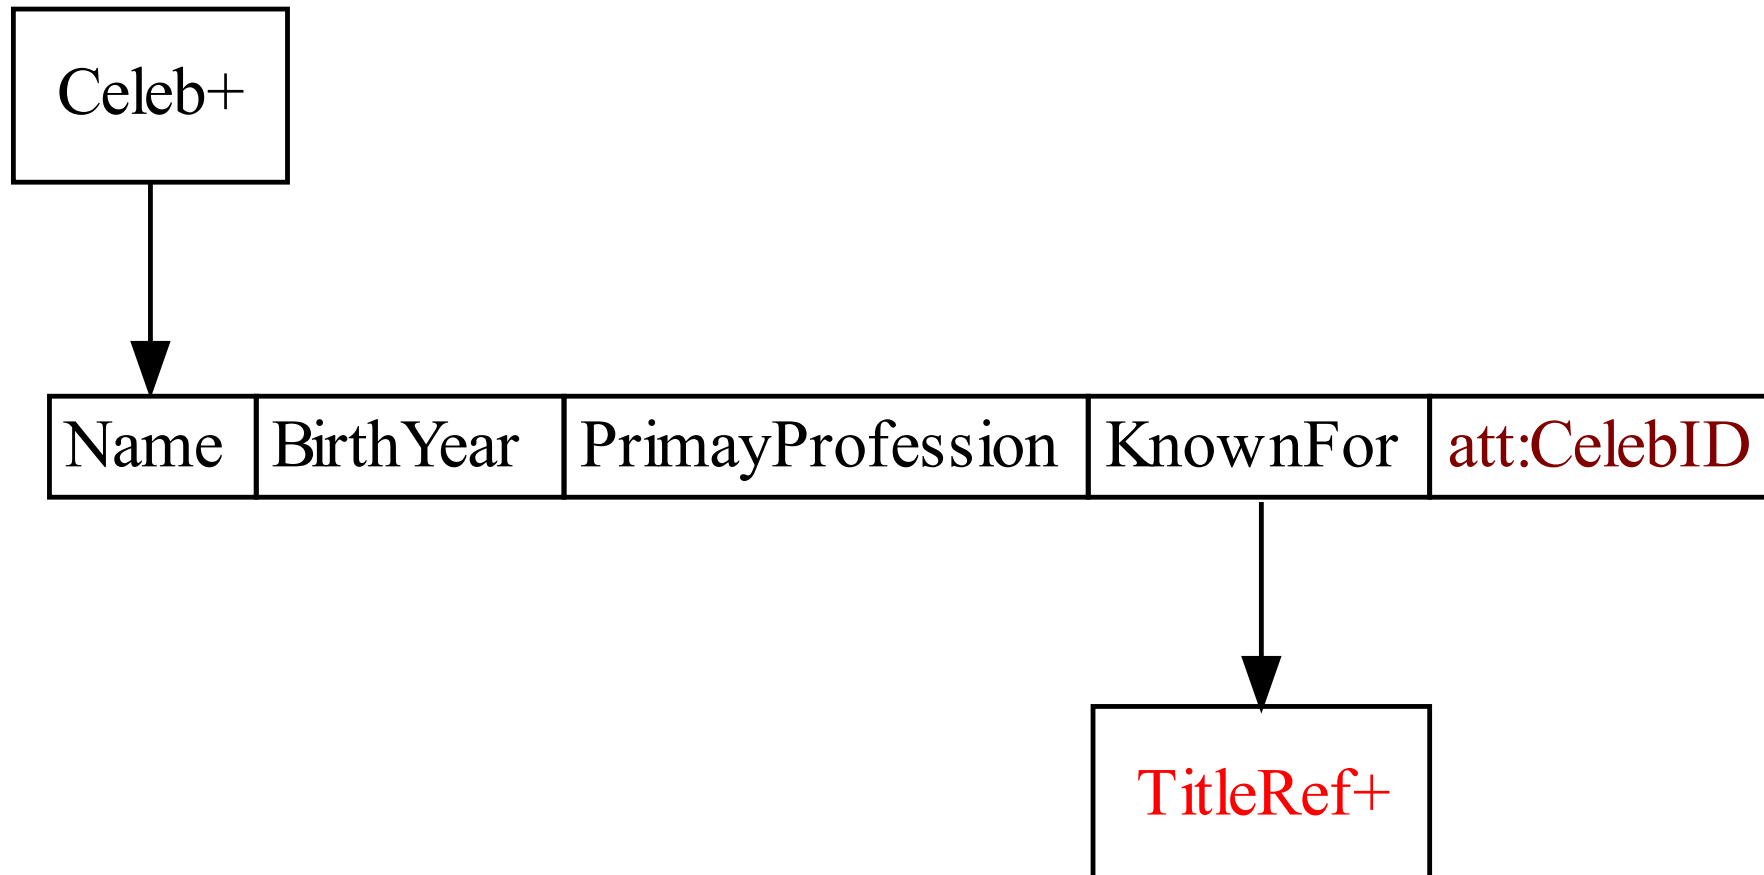 Celeb+
Name BirthYear PrimayProfession KnownFor att:CelebID
TitleRef+